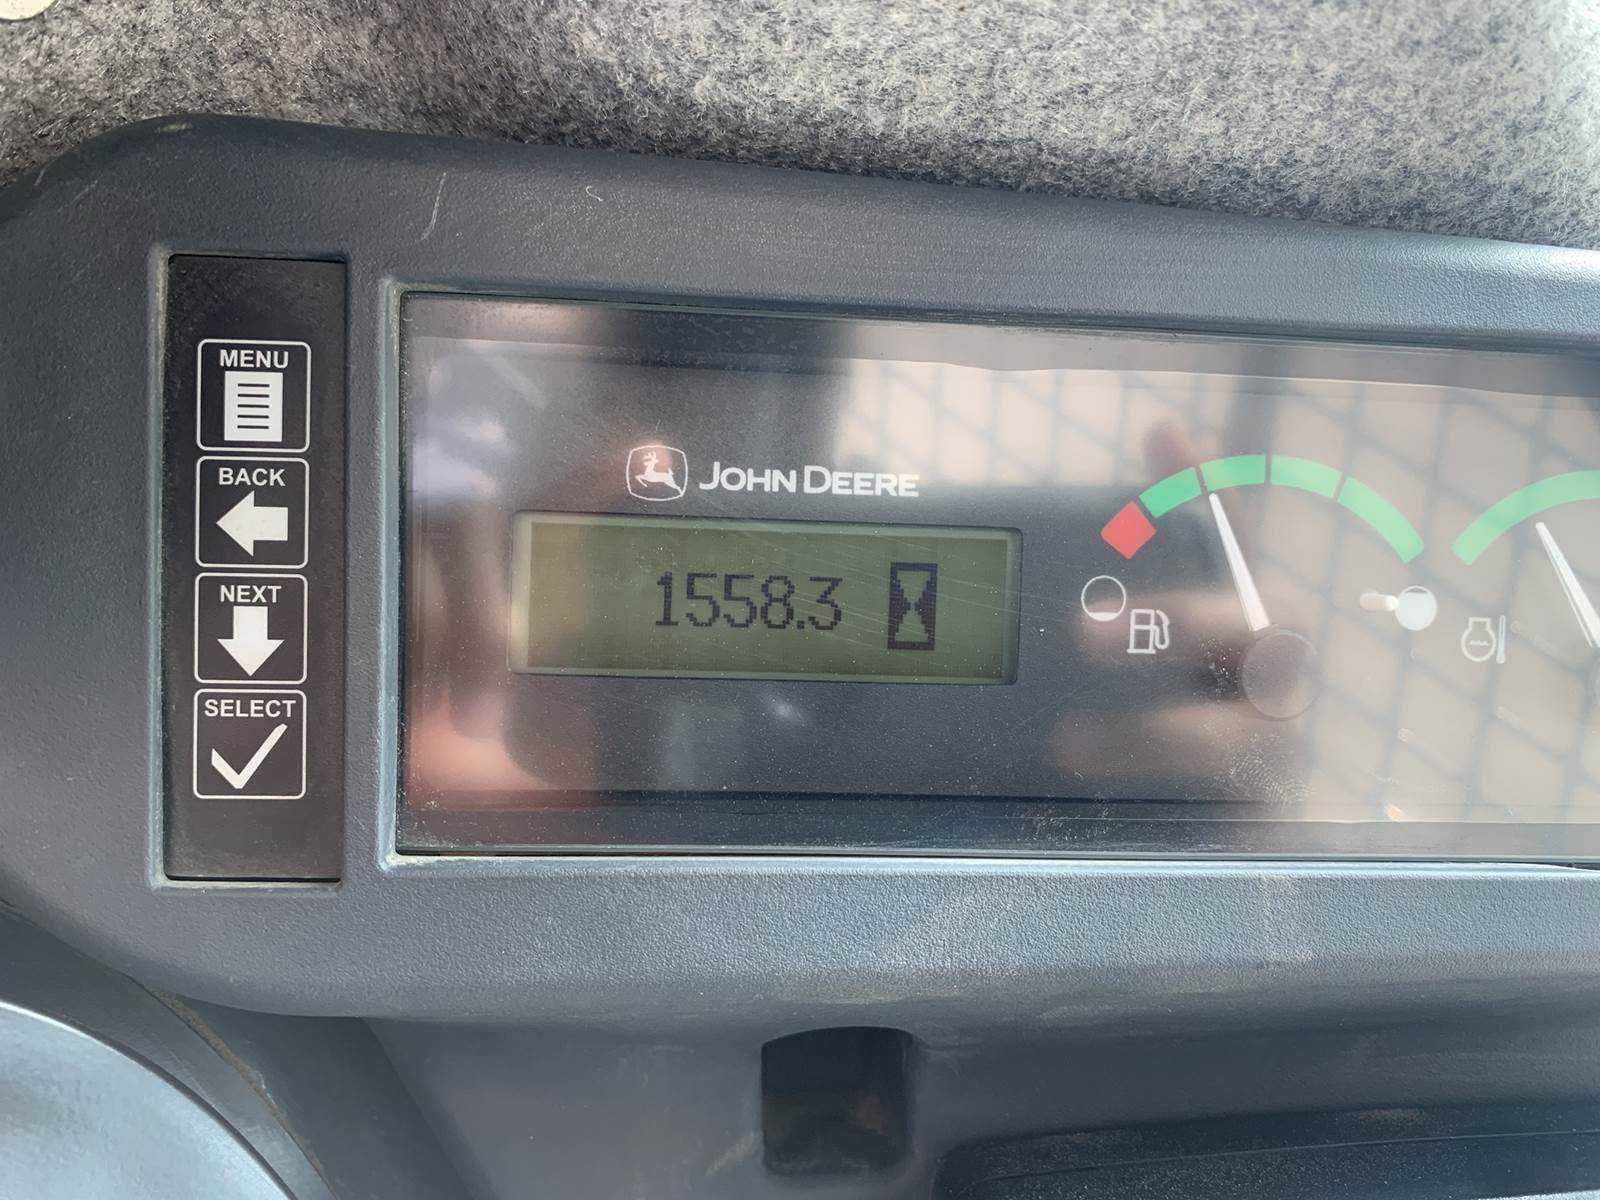 MENU
BACK
NEXT
SELECT
JOHN DEERE
1558.3